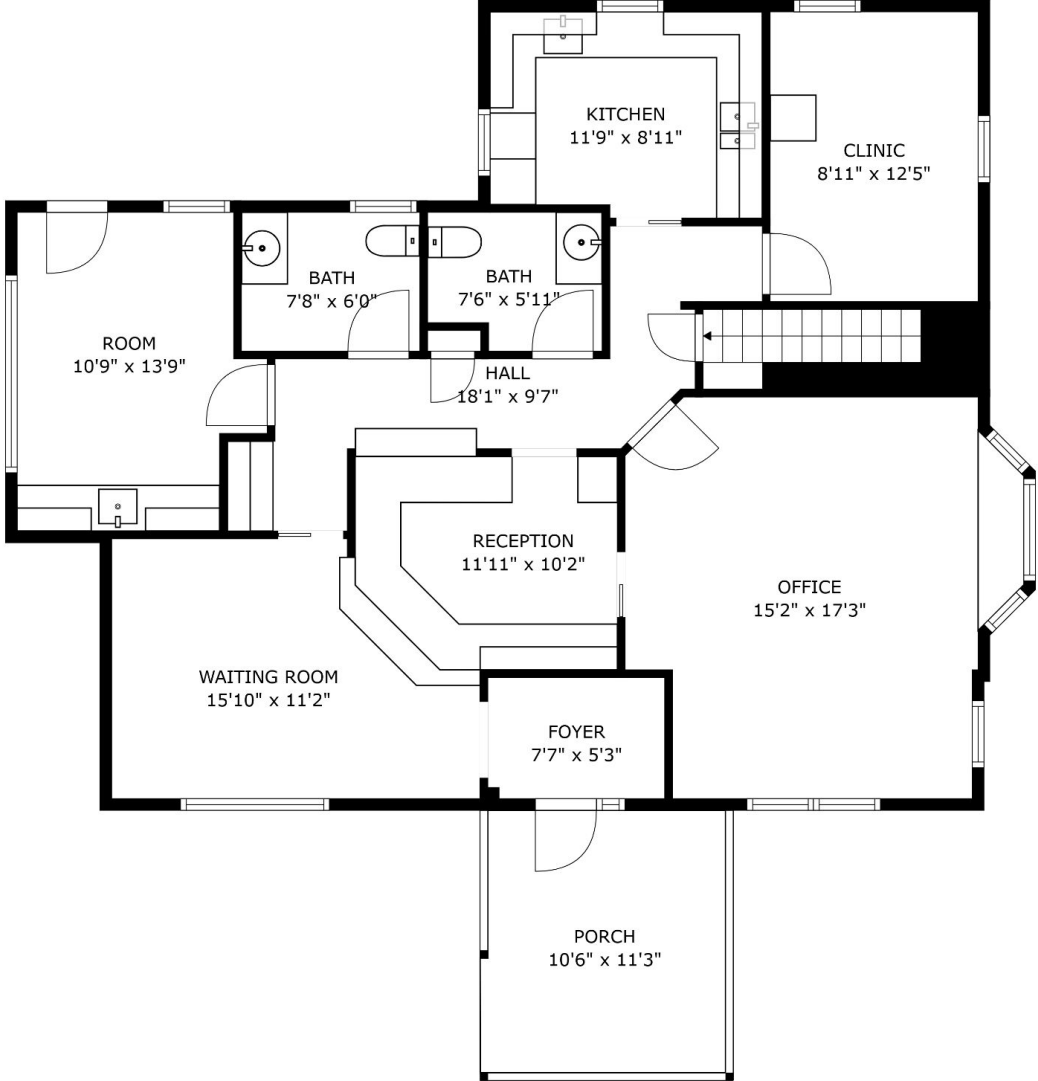 KITCHEN
11'9" x 8'11"
CLINIC
8'11" x 12'5"
BATH
7'8" x 6'0"
BATH
7'6" x 5'11"
ROOM
10'9" x 13'9"
HALL
18'1" x 9'7"
RECEPTION
11'11" x 10'2"
OFFICE
15'2" x 17'3"
WAITING ROOM
15'10" x 11'2"
FOYER
7'7" x 5'3"
PORCH
10'6" x 11'3"